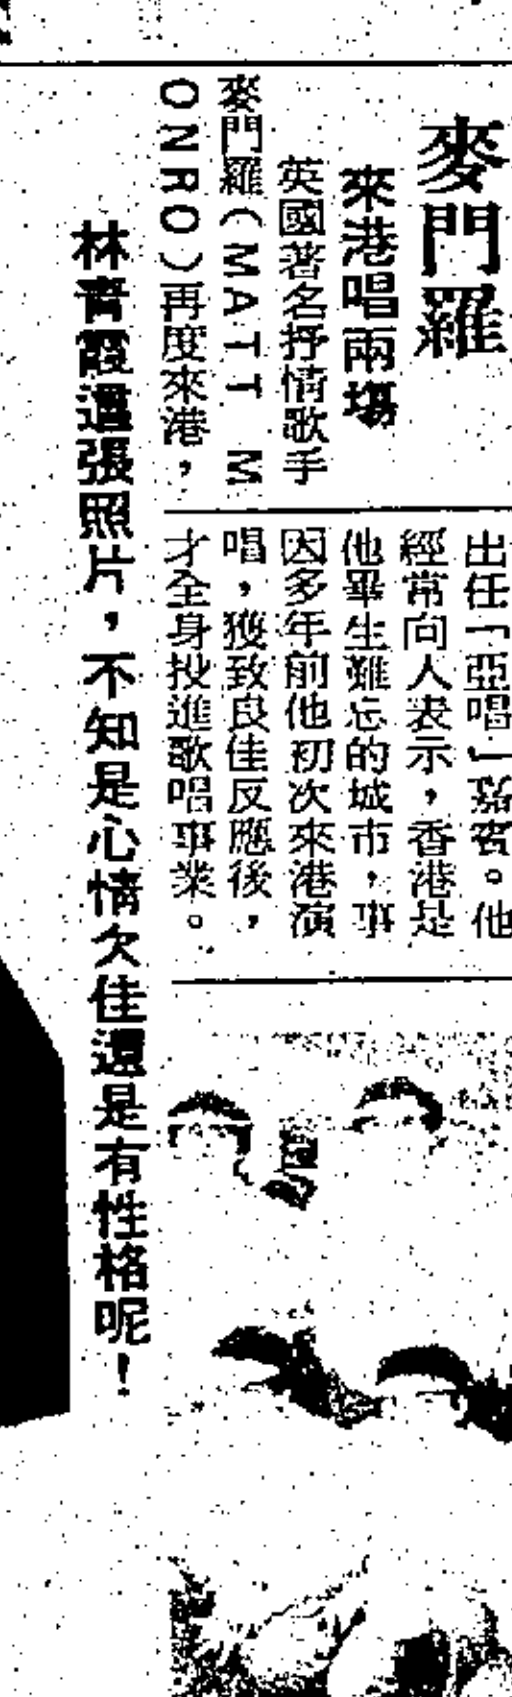 麥門羅
來港唱兩場
英國著名抒情歌手
麥門羅(MATT M
ONRO)再度來港,
出任「亞唱」嘉賓。他
經常向人表示,香港是
他畢生難忘的城市,事
因多年前他初次來港演
唱,獲致良佳反應後,
才全身投進歌唱事業。
林青霞這張照片,不知是心情欠佳還是有性格呢!